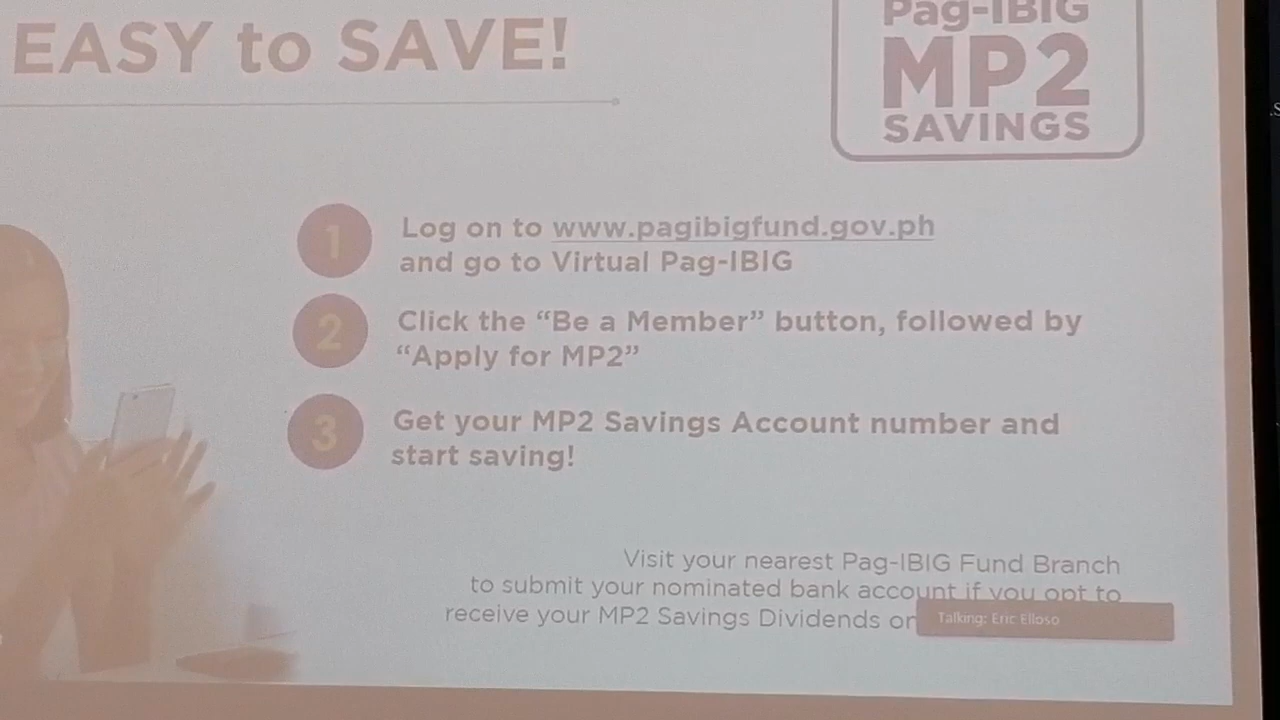 EASY to SAVE!
Pag-IBIG
MP2
SAVINGS
1
Log on to www.pagibigfund.gov.ph
and go to Virtual Pag-IBIG
2
Click the “Be a Member” button, followed by
“Apply for MP2”
3
Get your MP2 Savings Account number and
start saving!
Visit your nearest Pag-IBIG Fund Branch
to submit your nominated bank account if you opt to
receive your MP2 Savings Dividends
Talking: Eric Elloso